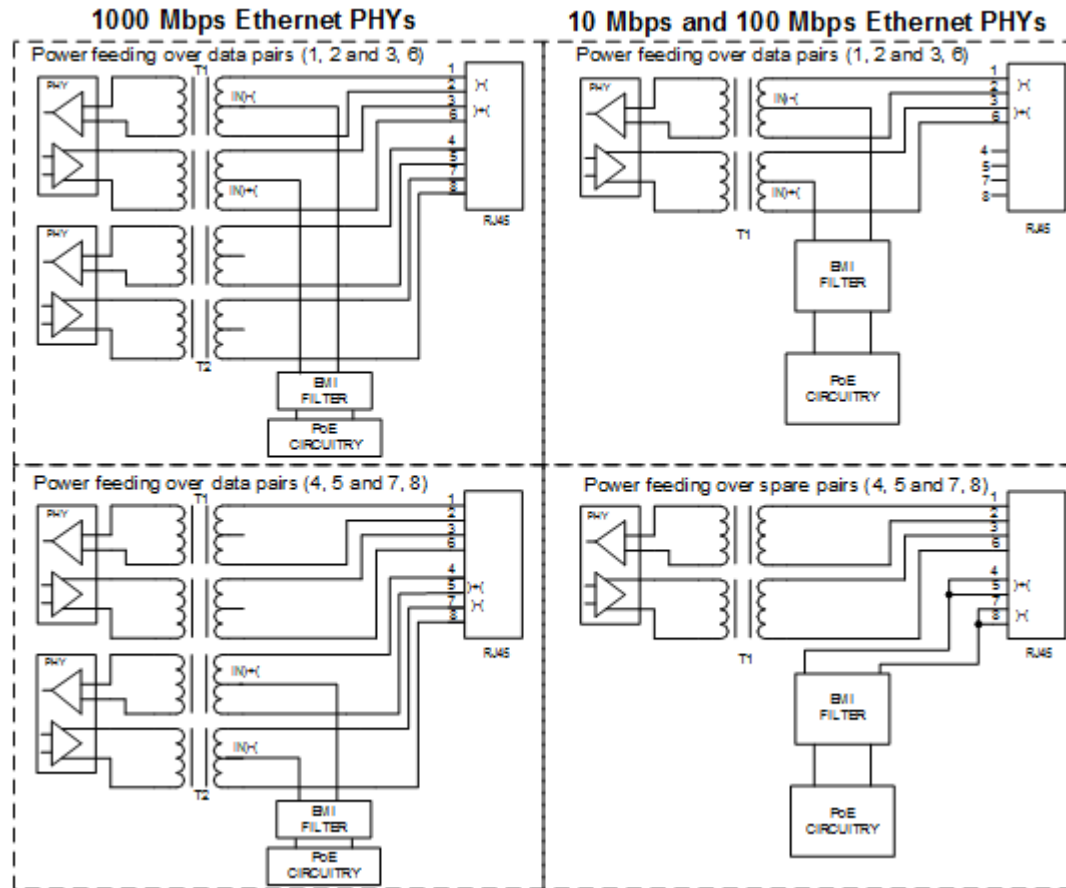 1000 Mbps Ethernet PHYs
10 Mbps and 100 Mbps Ethernet PHYs
Power feeding over data pairs (1, 2 and 3, 6)
T1
PHY
IN)-(
IN)+(
1
2
3
6
4
5
7
8
)-(
)+(
RJ45
PHY
T2
EMI
FILTER
PoE
CIRCUITRY
Power feeding over data pairs (1, 2 and 3, 6)
PHY
IN)-(
IN)+(
T1
1
2
3
6
4
5
7
8
)-(
)+(
RJ45
EMI
FILTER
PoE
CIRCUITRY
Power feeding over data pairs (4, 5 and 7, 8)
T1
PHY
1
2
3
6
4
5
7
8
)+(
)-(
RJ45
PHY
IN)+(
IN)-(
T2
EMI
FILTER
PoE
CIRCUITRY
Power feeding over spare pairs (4, 5 and 7, 8)
PHY
T1
1
2
3
6
4
5
7
8
)+(
)-(
RJ45
EMI
FILTER
PoE
CIRCUITRY